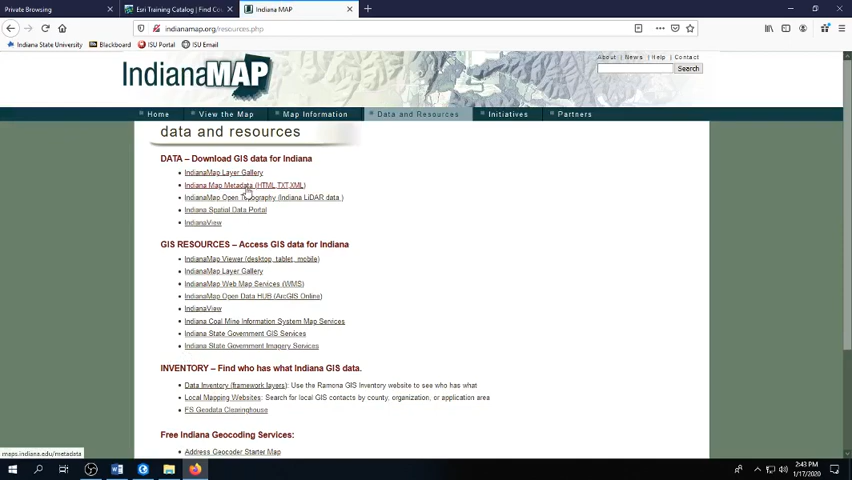 Private Browsing
Esri Training Catalog | Find Co
Indiana MAP
indianamap.org/resources.php
Indiana State University
Blackboard
ISU Portal
ISU Email
IndianaMAP
About | News | Help | Contact
Search
Home
View the Map
Map Information
Data and Resources
Initiatives
Partners
data and resources
DATA – Download GIS data for Indiana
IndianaMap Layer Gallery
Indiana Map Metadata (HTML,TXT,XML)
IndianaMap Open Topography (Indiana LiDAR data )
Indiana Spatial Data Portal
IndianaView
GIS RESOURCES – Access GIS data for Indiana
IndianaMap Viewer (desktop, tablet, mobile)
IndianaMap Layer Gallery
IndianaMap Web Map Services (WMS)
IndianaMap Open Data HUB (ArcGIS Online)
IndianaView
Indiana Coal Mine Information System Map Services
Indiana State Government GIS Services
Indiana State Government Imagery Services
INVENTORY – Find who has what Indiana GIS data.
Data Inventory (framework layers): Use the Ramona GIS Inventory website to see who has what
Local Mapping Websites: Search for local GIS contacts by county, organization, or application area
FS Geodata Clearinghouse
Free Indiana Geocoding Services:
Address Geocoder Starter Map
maps.indiana.edu/metadata
2:43 PM
1/17/2020